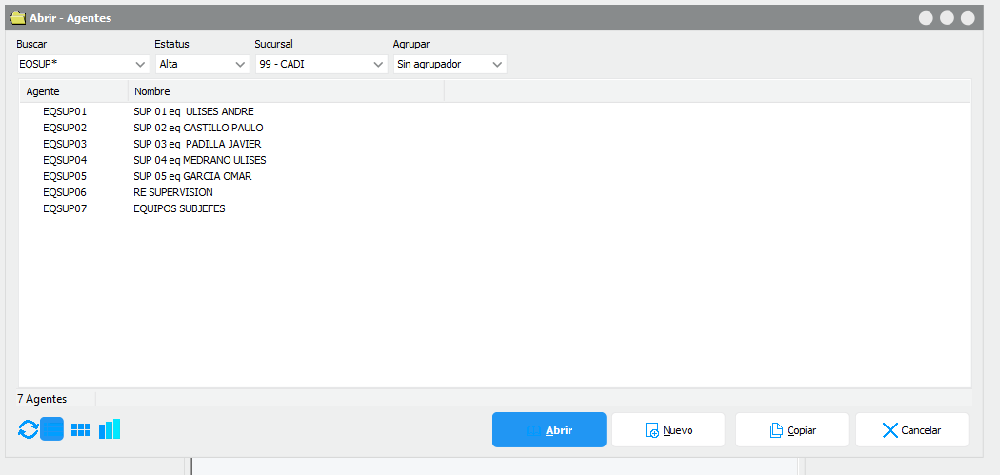 Abrir - Agentes
Buscar Estatus Sucursal Agrupar
EQSUP* Alta 99 - CADI Sin agrupador
Agente Nombre
EQSUP01 SUP 01 eq  ULISES ANDRE
EQSUP02 SUP 02 eq CASTILLO PAULO
EQSUP03 SUP 03 eq  PADILLA JAVIER
EQSUP04 SUP 04 eq MEDRANO ULISES
EQSUP05 SUP 05 eq GARCIA OMAR
EQSUP06 RE SUPERVISION
EQSUP07 EQUIPOS SUBJEFES
7 Agentes
Abrir Nuevo Copiar Cancelar